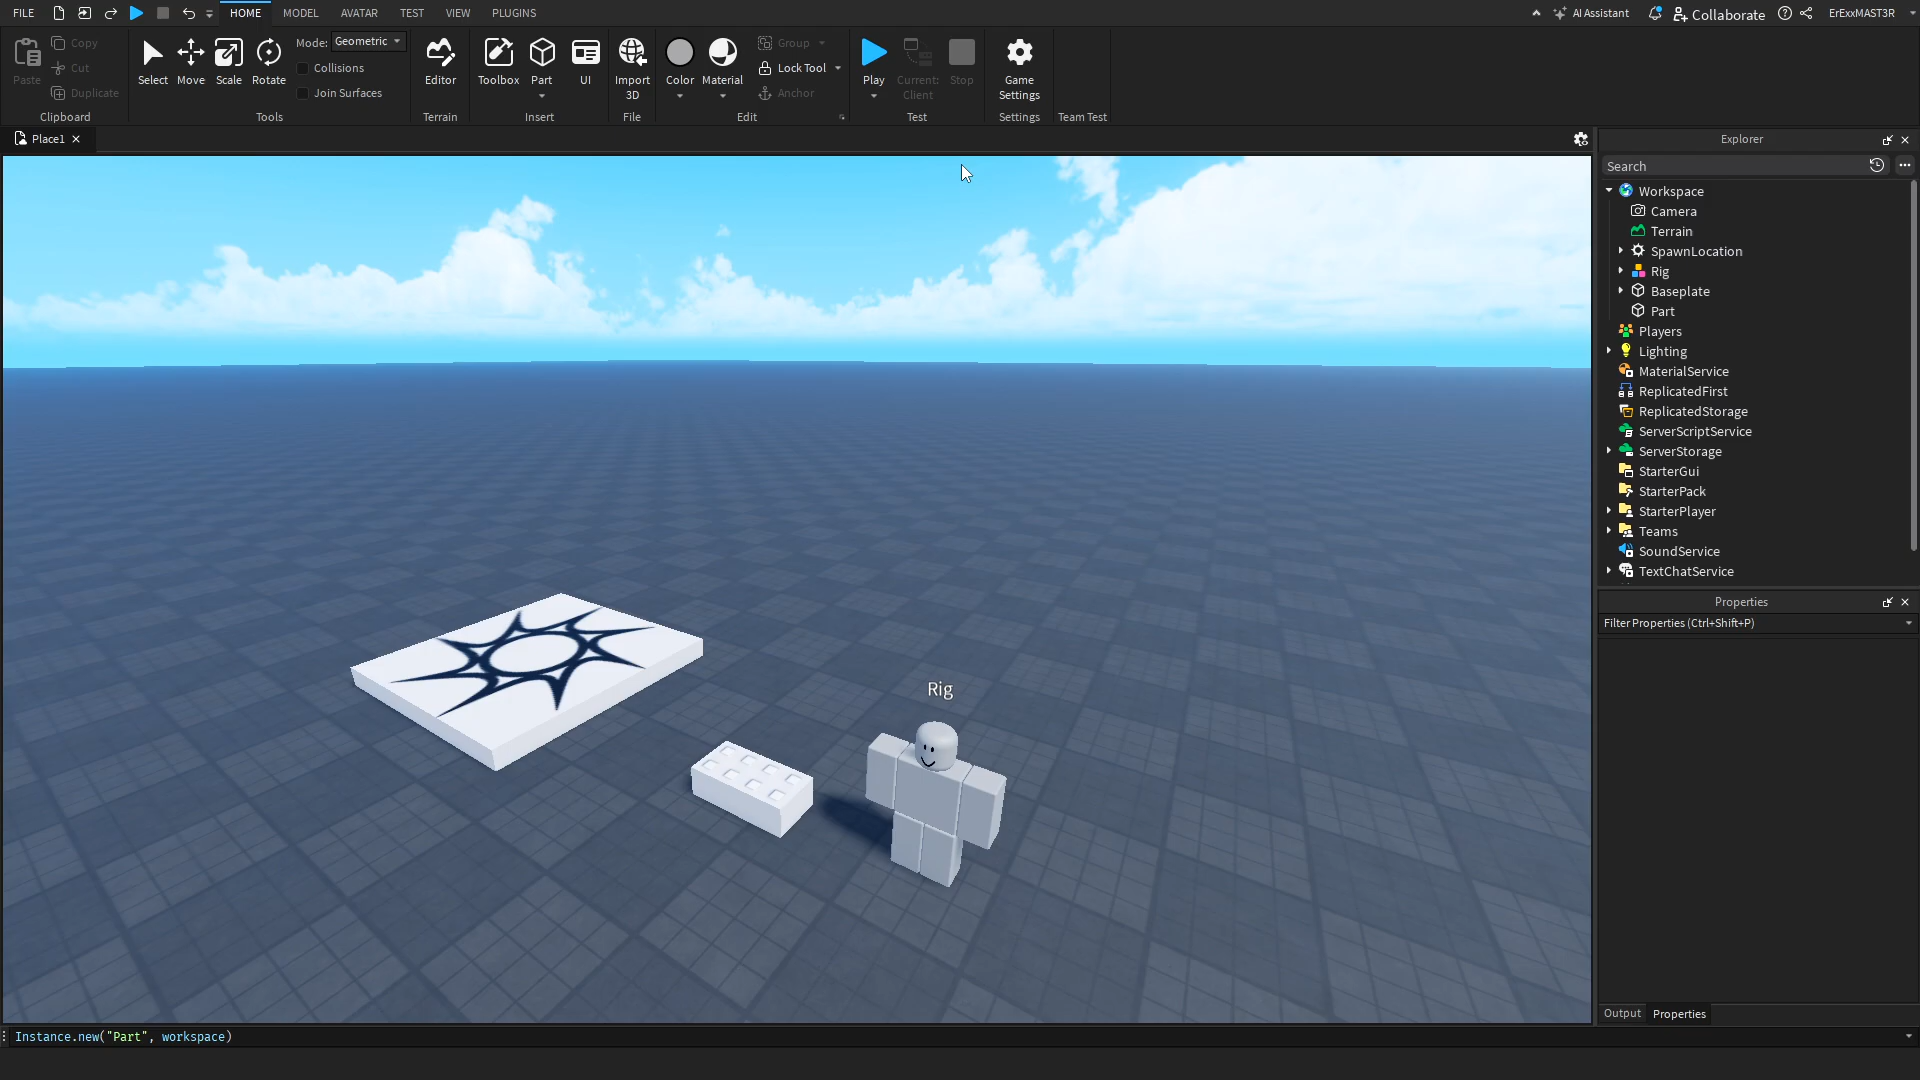 FILE HOME MODEL AVATAR TEST VIEW PLUGINS AI Assistant Collaborate ErExxMAST3R
Paste
Copy
Cut
Duplicate
Clipboard
Select Move Scale Rotate
Mode: Geometric
Collisions
Join Surfaces
Tools
Editor
Terrain
Toolbox Part UI
Insert
Import
3D
File
Color Material
Group
Lock Tool
Anchor
Edit
Play
Current:
Client
Stop
Test
Game
Settings
Settings
Team Test
Place1
Explorer
Search
Workspace
Camera
Terrain
SpawnLocation
Rig
Baseplate
Part
Players
Lighting
MaterialService
ReplicatedFirst
ReplicatedStorage
ServerScriptService
ServerStorage
StarterGui
StarterPack
StarterPlayer
Teams
SoundService
TextChatService
Properties
Filter Properties (Ctrl+Shift+P)
Rig
Output Properties
Instance.new("Part", workspace)